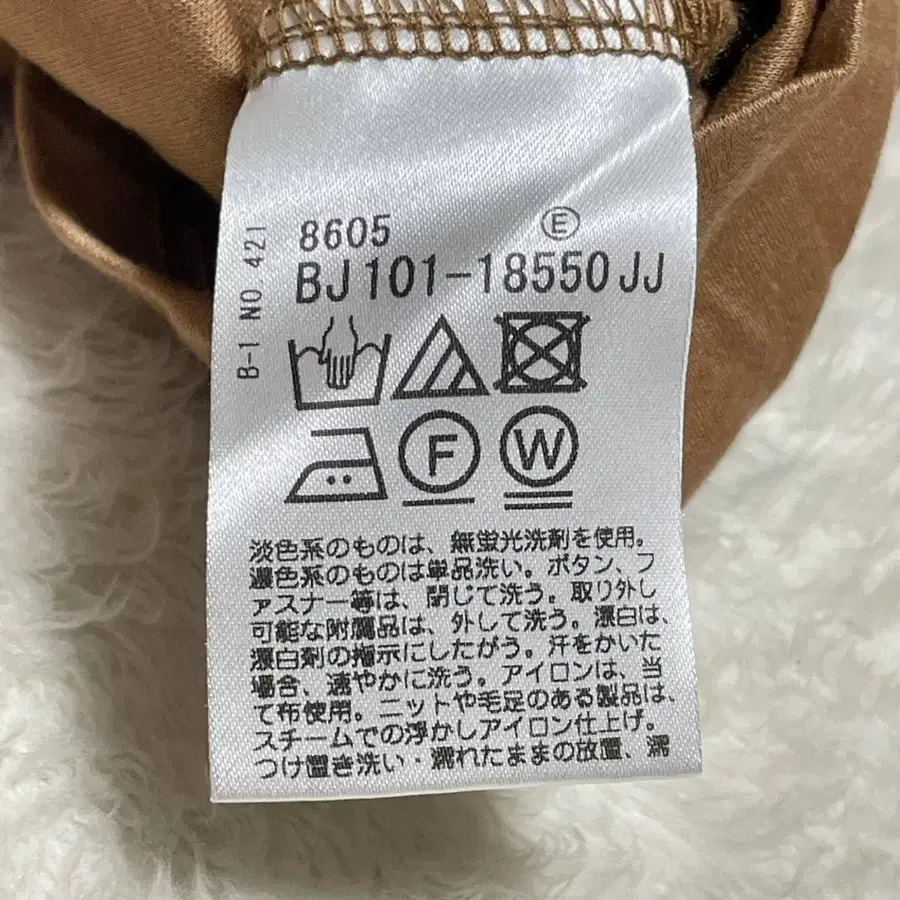 B-1 NO 421
8605 Ⓔ
BJ101-18550JJ
F W
淡色系のものは、無蛍光洗剤を使用。
濃色系のものは単品洗い。ボタン、フ
ァスナー等は、閉じて洗う。取り外し
可能な附属品は、外して洗う。漂白は、
漂白剤の指示にしたがう。汗をかいた
場合、速やかに洗う。アイロンは、当
て布使用。ニットや毛足のある製品は、
スチームでの浮かしアイロン仕上げ。
つけ置き洗い・濡れたままの放置、濡